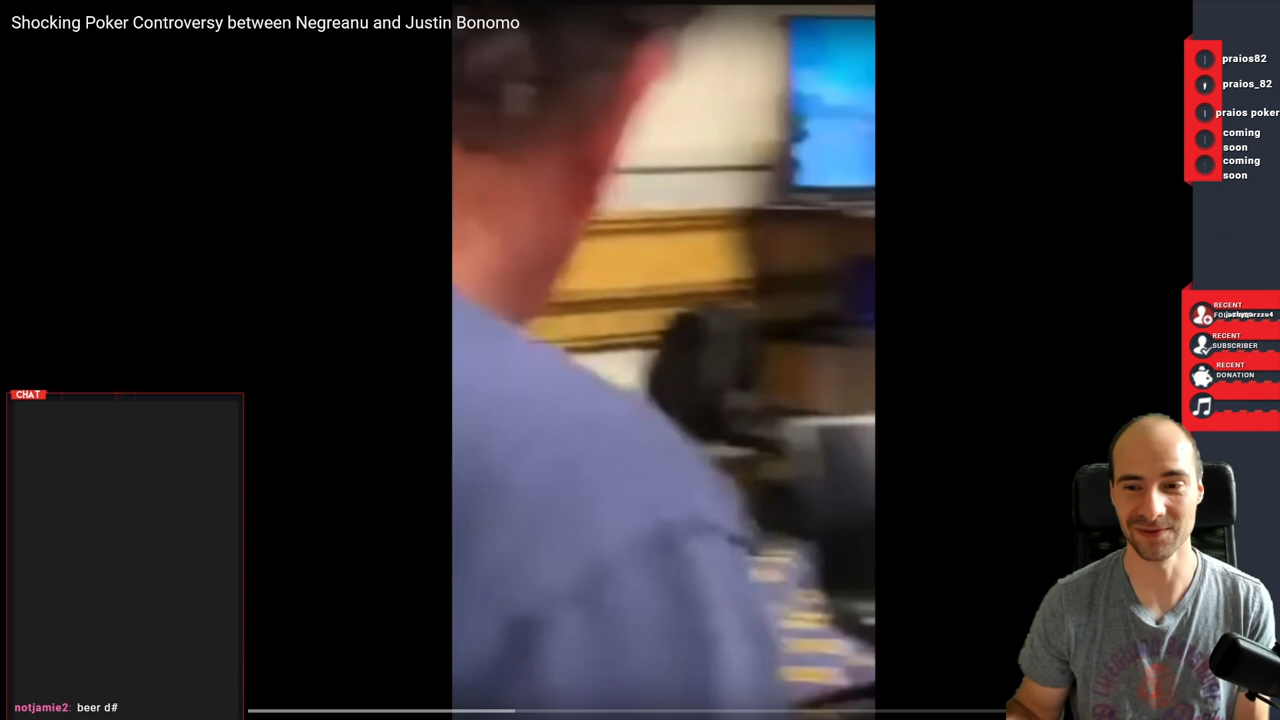 Shocking Poker Controversy between Negreanu and Justin Bonomo
praios82
praios_82
praios poker
coming
soon
coming
soon
RECENT
RECENT
SUBSCRIBER
RECENT
DONATION
CHAT
notjamie2: beer d#